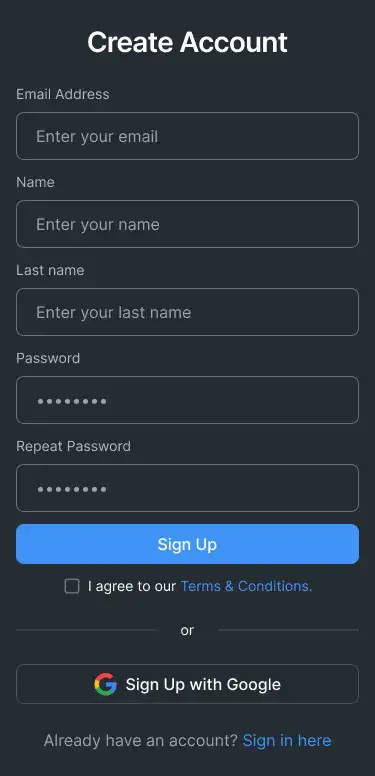 Create Account
Email Address
Enter your email
Name
Enter your name
Last name
Enter your last name
Password
••••••••
Repeat Password
••••••••
Sign Up
I agree to our Terms & Conditions.
or
Sign Up with Google
Already have an account? Sign in here